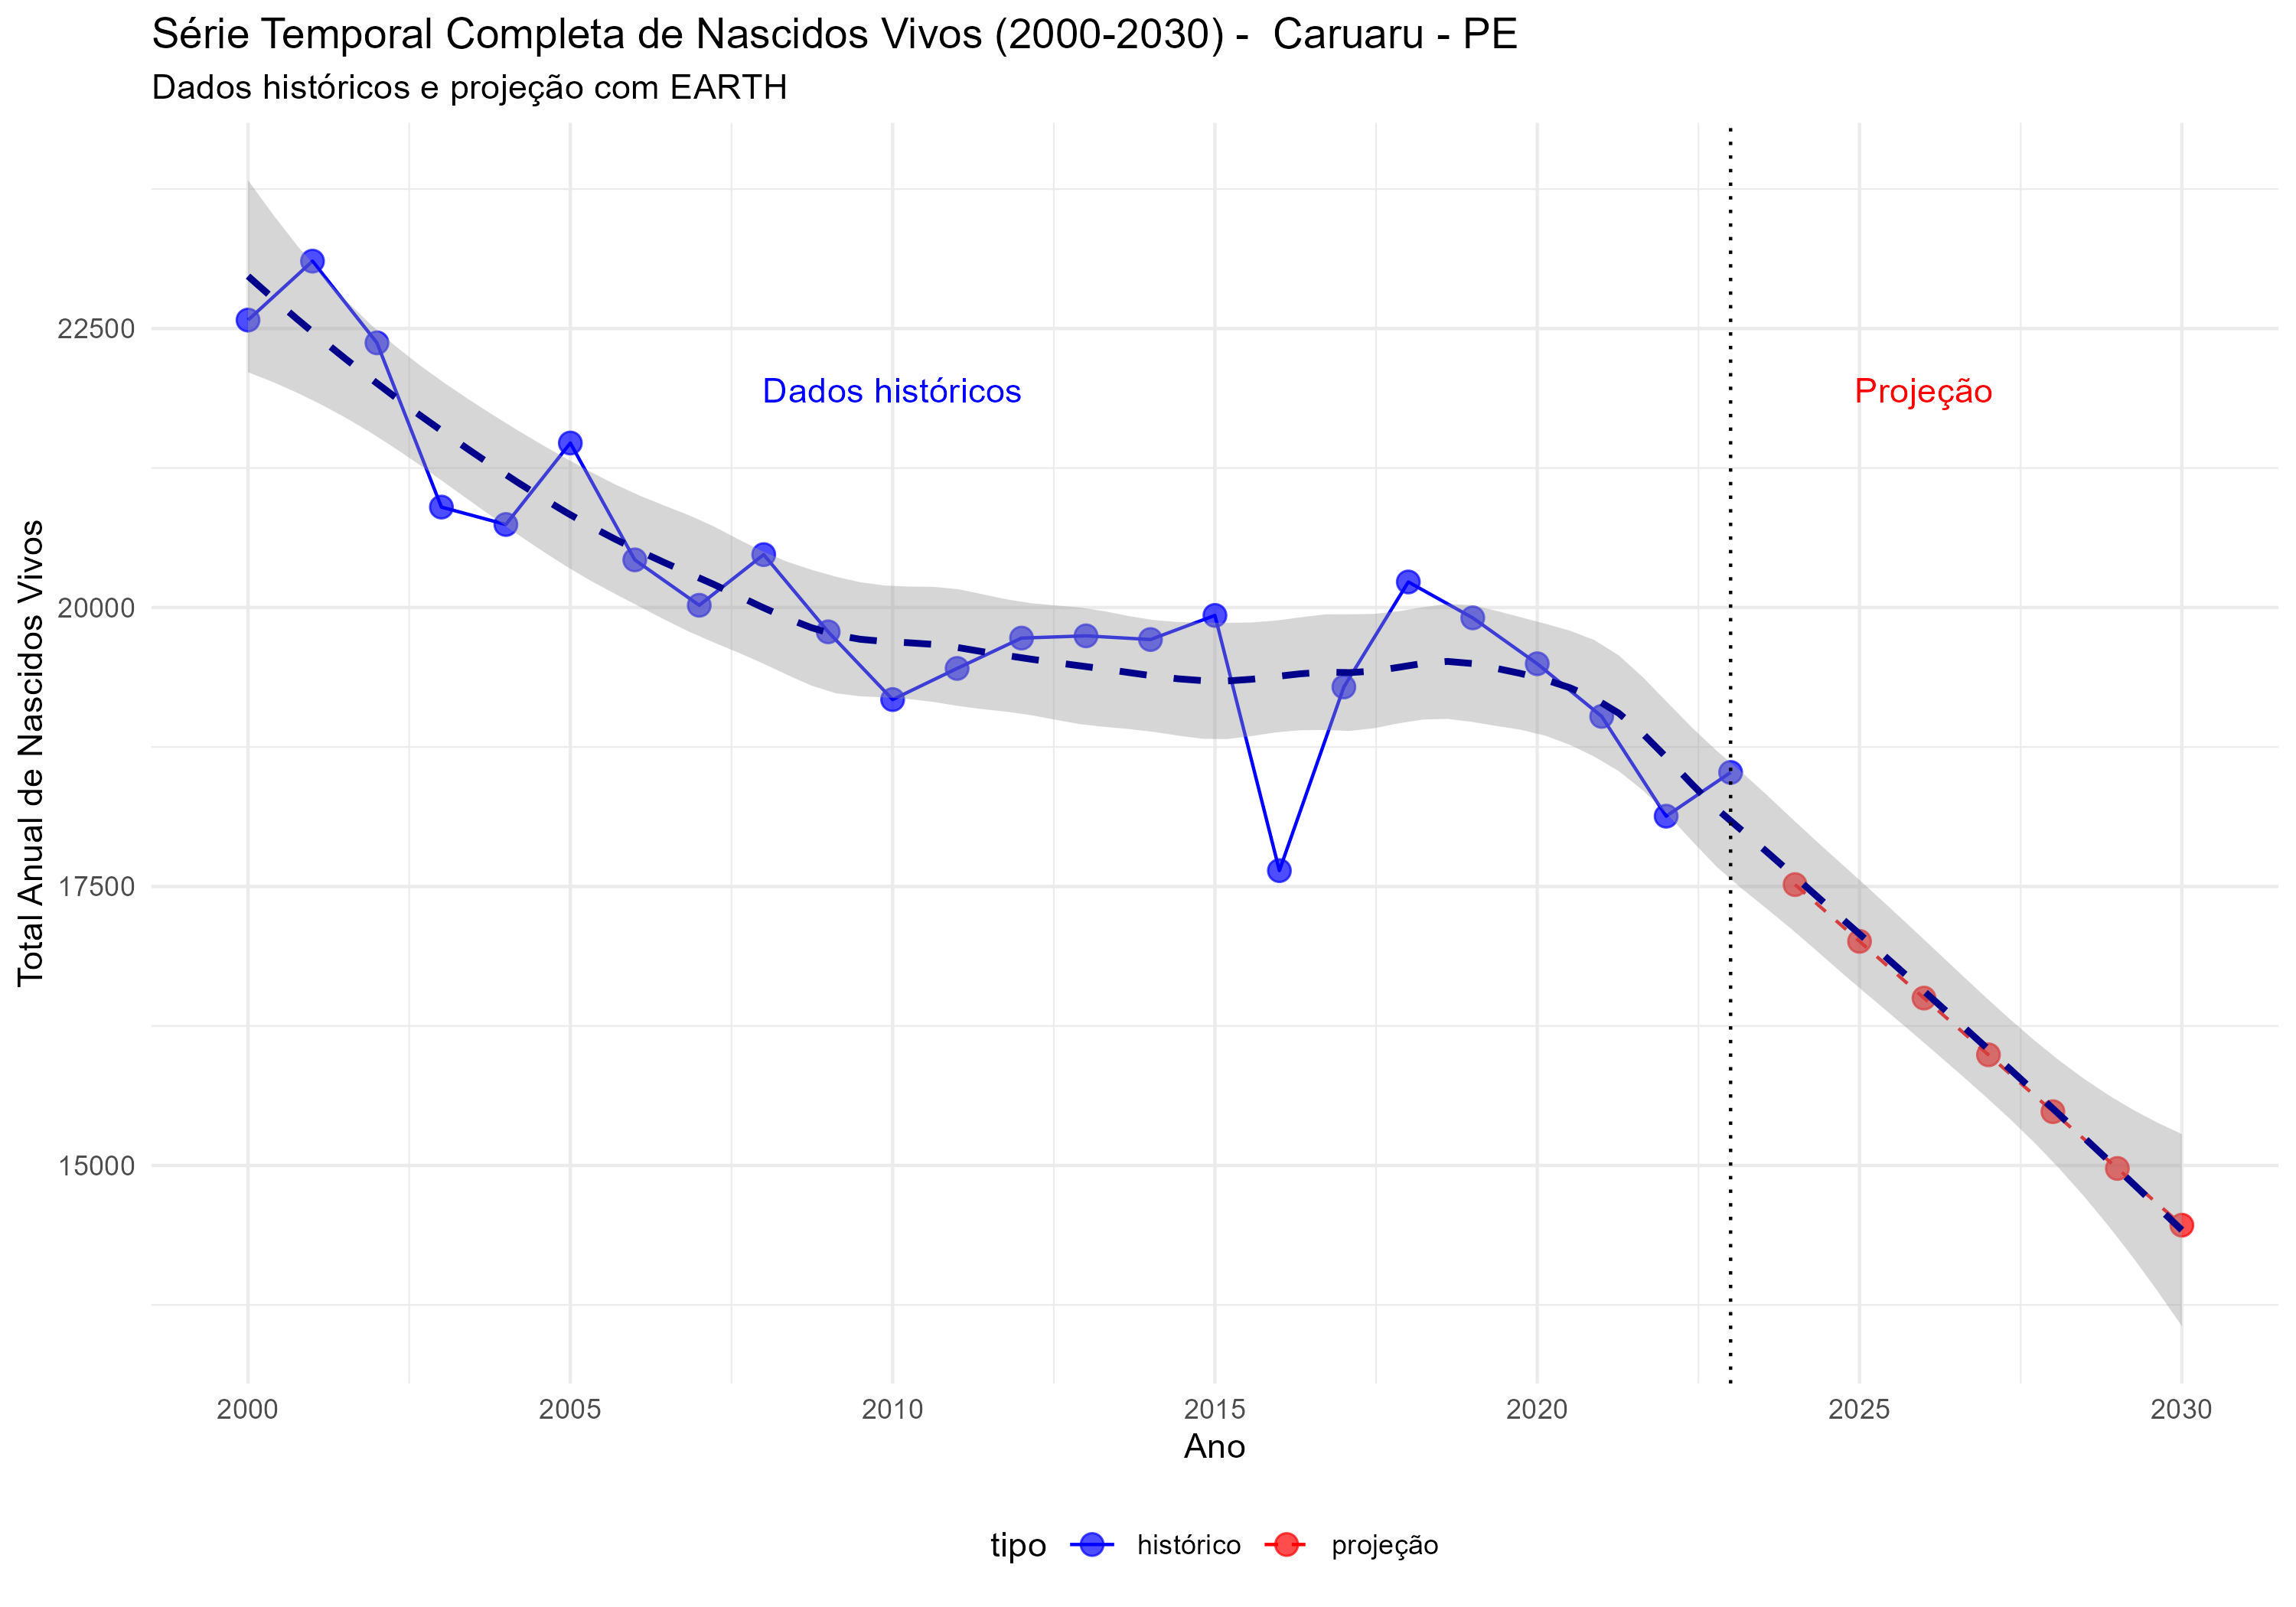 Série Temporal Completa de Nascidos Vivos (2000-2030) -  Caruaru - PE
Dados históricos e projeção com EARTH
Total Anual de Nascidos Vivos
22500
20000
17500
15000
Dados históricos
Projeção
2000
2005
2010
2015
2020
2025
2030
Ano
tipo
histórico
projeção